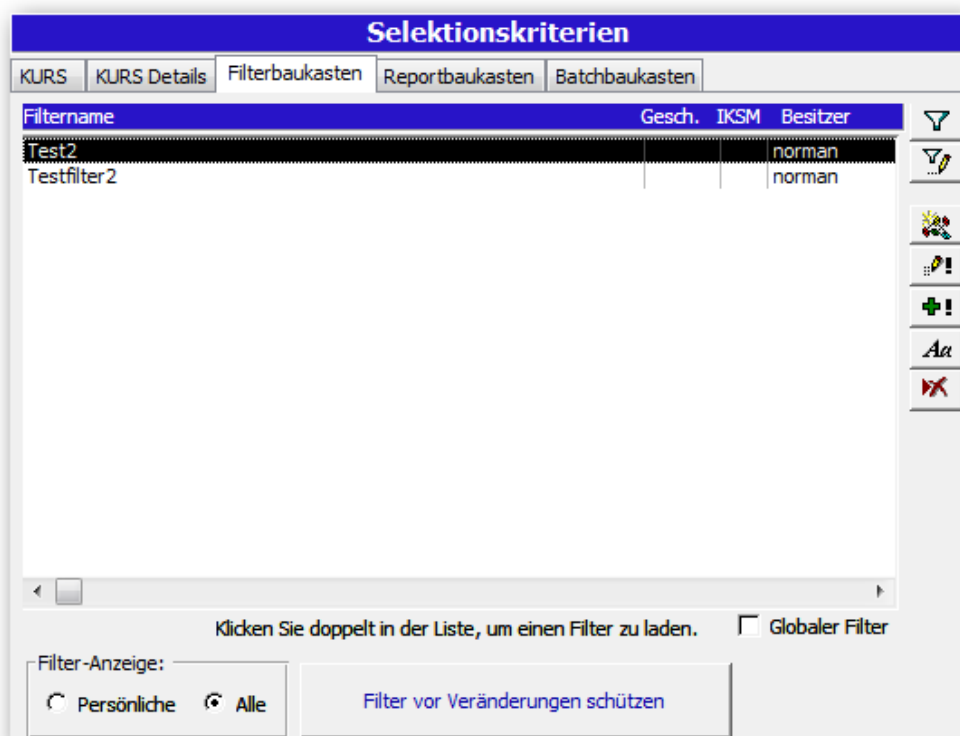 Selektionskriterien
KURS KURS Details Filterbaukasten Reportbaukasten Batchbaukasten
Filtername Gesch. IKSM Besitzer
Test2 norman
Testfilter2 norman
Aa
Klicken Sie doppelt in der Liste, um einen Filter zu laden. Globaler Filter
Filter-Anzeige:
Persönliche Alle Filter vor Veränderungen schützen